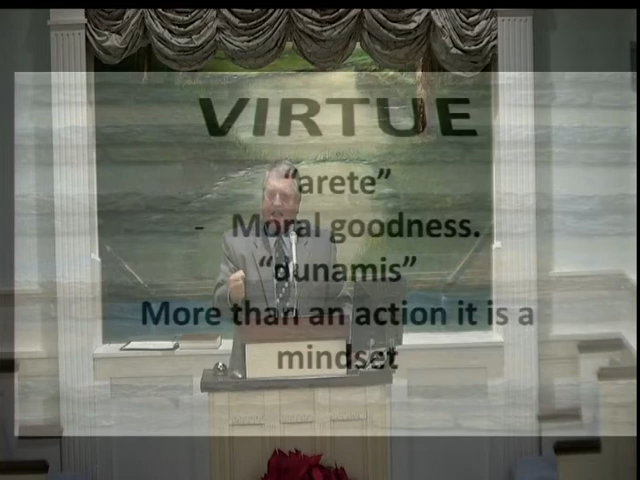 VIRTUE
“arete”
- Moral goodness.
“dunamis”
More than an action it is a
mindset